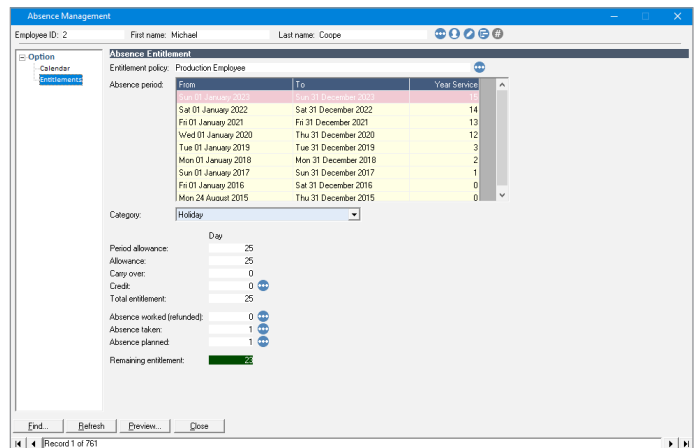 Absence Management
Employee ID: 2 First name: Michael Last name: Coope
Option
Calendar
Entitlements
Absence Entitlement
Entitlement policy: Production Employee
Absence period:
From To Year Service
Sun 01 January 2023 Sun 31 December 2023 15
Sat 01 January 2022 Sat 31 December 2022 14
Fri 01 January 2021 Fri 31 December 2021 13
Wed 01 January 2020 Thu 31 December 2020 12
Tue 01 January 2019 Tue 31 December 2019 3
Mon 01 January 2018 Mon 31 December 2018 2
Sun 01 January 2017 Sun 31 December 2017 1
Fri 01 January 2016 Sat 31 December 2016 0
Mon 24 August 2015 Thu 31 December 2015 0
Category: Holiday
Day
Period allowance: 25
Allowance: 25
Carry over: 0
Credit: 0
Total entitlement: 25
Absence worked (refunded): 0
Absence taken: 1
Absence planned: 1
Remaining entitlement: 23
Find... Refresh Preview... Close
Record 1 of 761